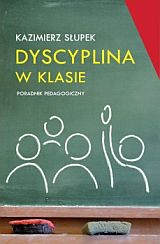 KAZIMIERZ SŁUPEK
DYSCYPLINA
W KLASIE
PORADNIK PEDAGOGICZNY